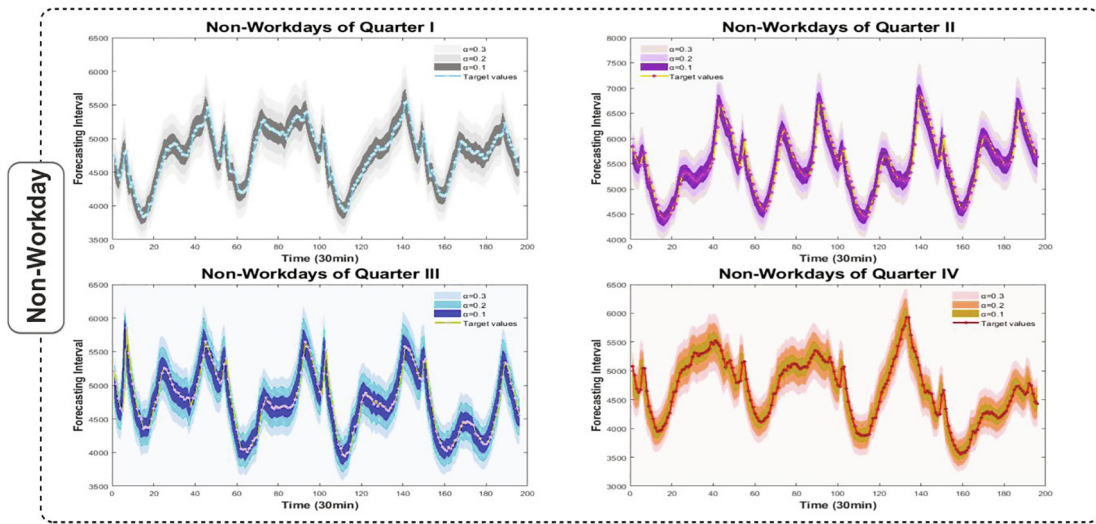 Non-Workday
Non-Workdays of Quarter I
6500
6000
5500
5000
4500
4000
3500
Forecasting Interval
α=0.3
α=0.2
α=0.1
Target values
0 20 40 60 80 100 120 140 160 180 200
Time (30min)
Non-Workdays of Quarter II
8000
7500
7000
6500
6000
5500
5000
4500
4000
Forecasting Interval
α=0.3
α=0.2
α=0.1
Target values
0 20 40 60 80 100 120 140 160 180 200
Time (30min)
Non-Workdays of Quarter III
6500
6000
5500
5000
4500
4000
3500
Forecasting Interval
α=0.3
α=0.2
α=0.1
Target values
0 20 40 60 80 100 120 140 160 180 200
Time (30min)
Non-Workdays of Quarter IV
6500
6000
5500
5000
4500
4000
3500
3000
Forecasting Interval
α=0.3
α=0.2
α=0.1
Target values
0 20 40 60 80 100 120 140 160 180 200
Time (30min)